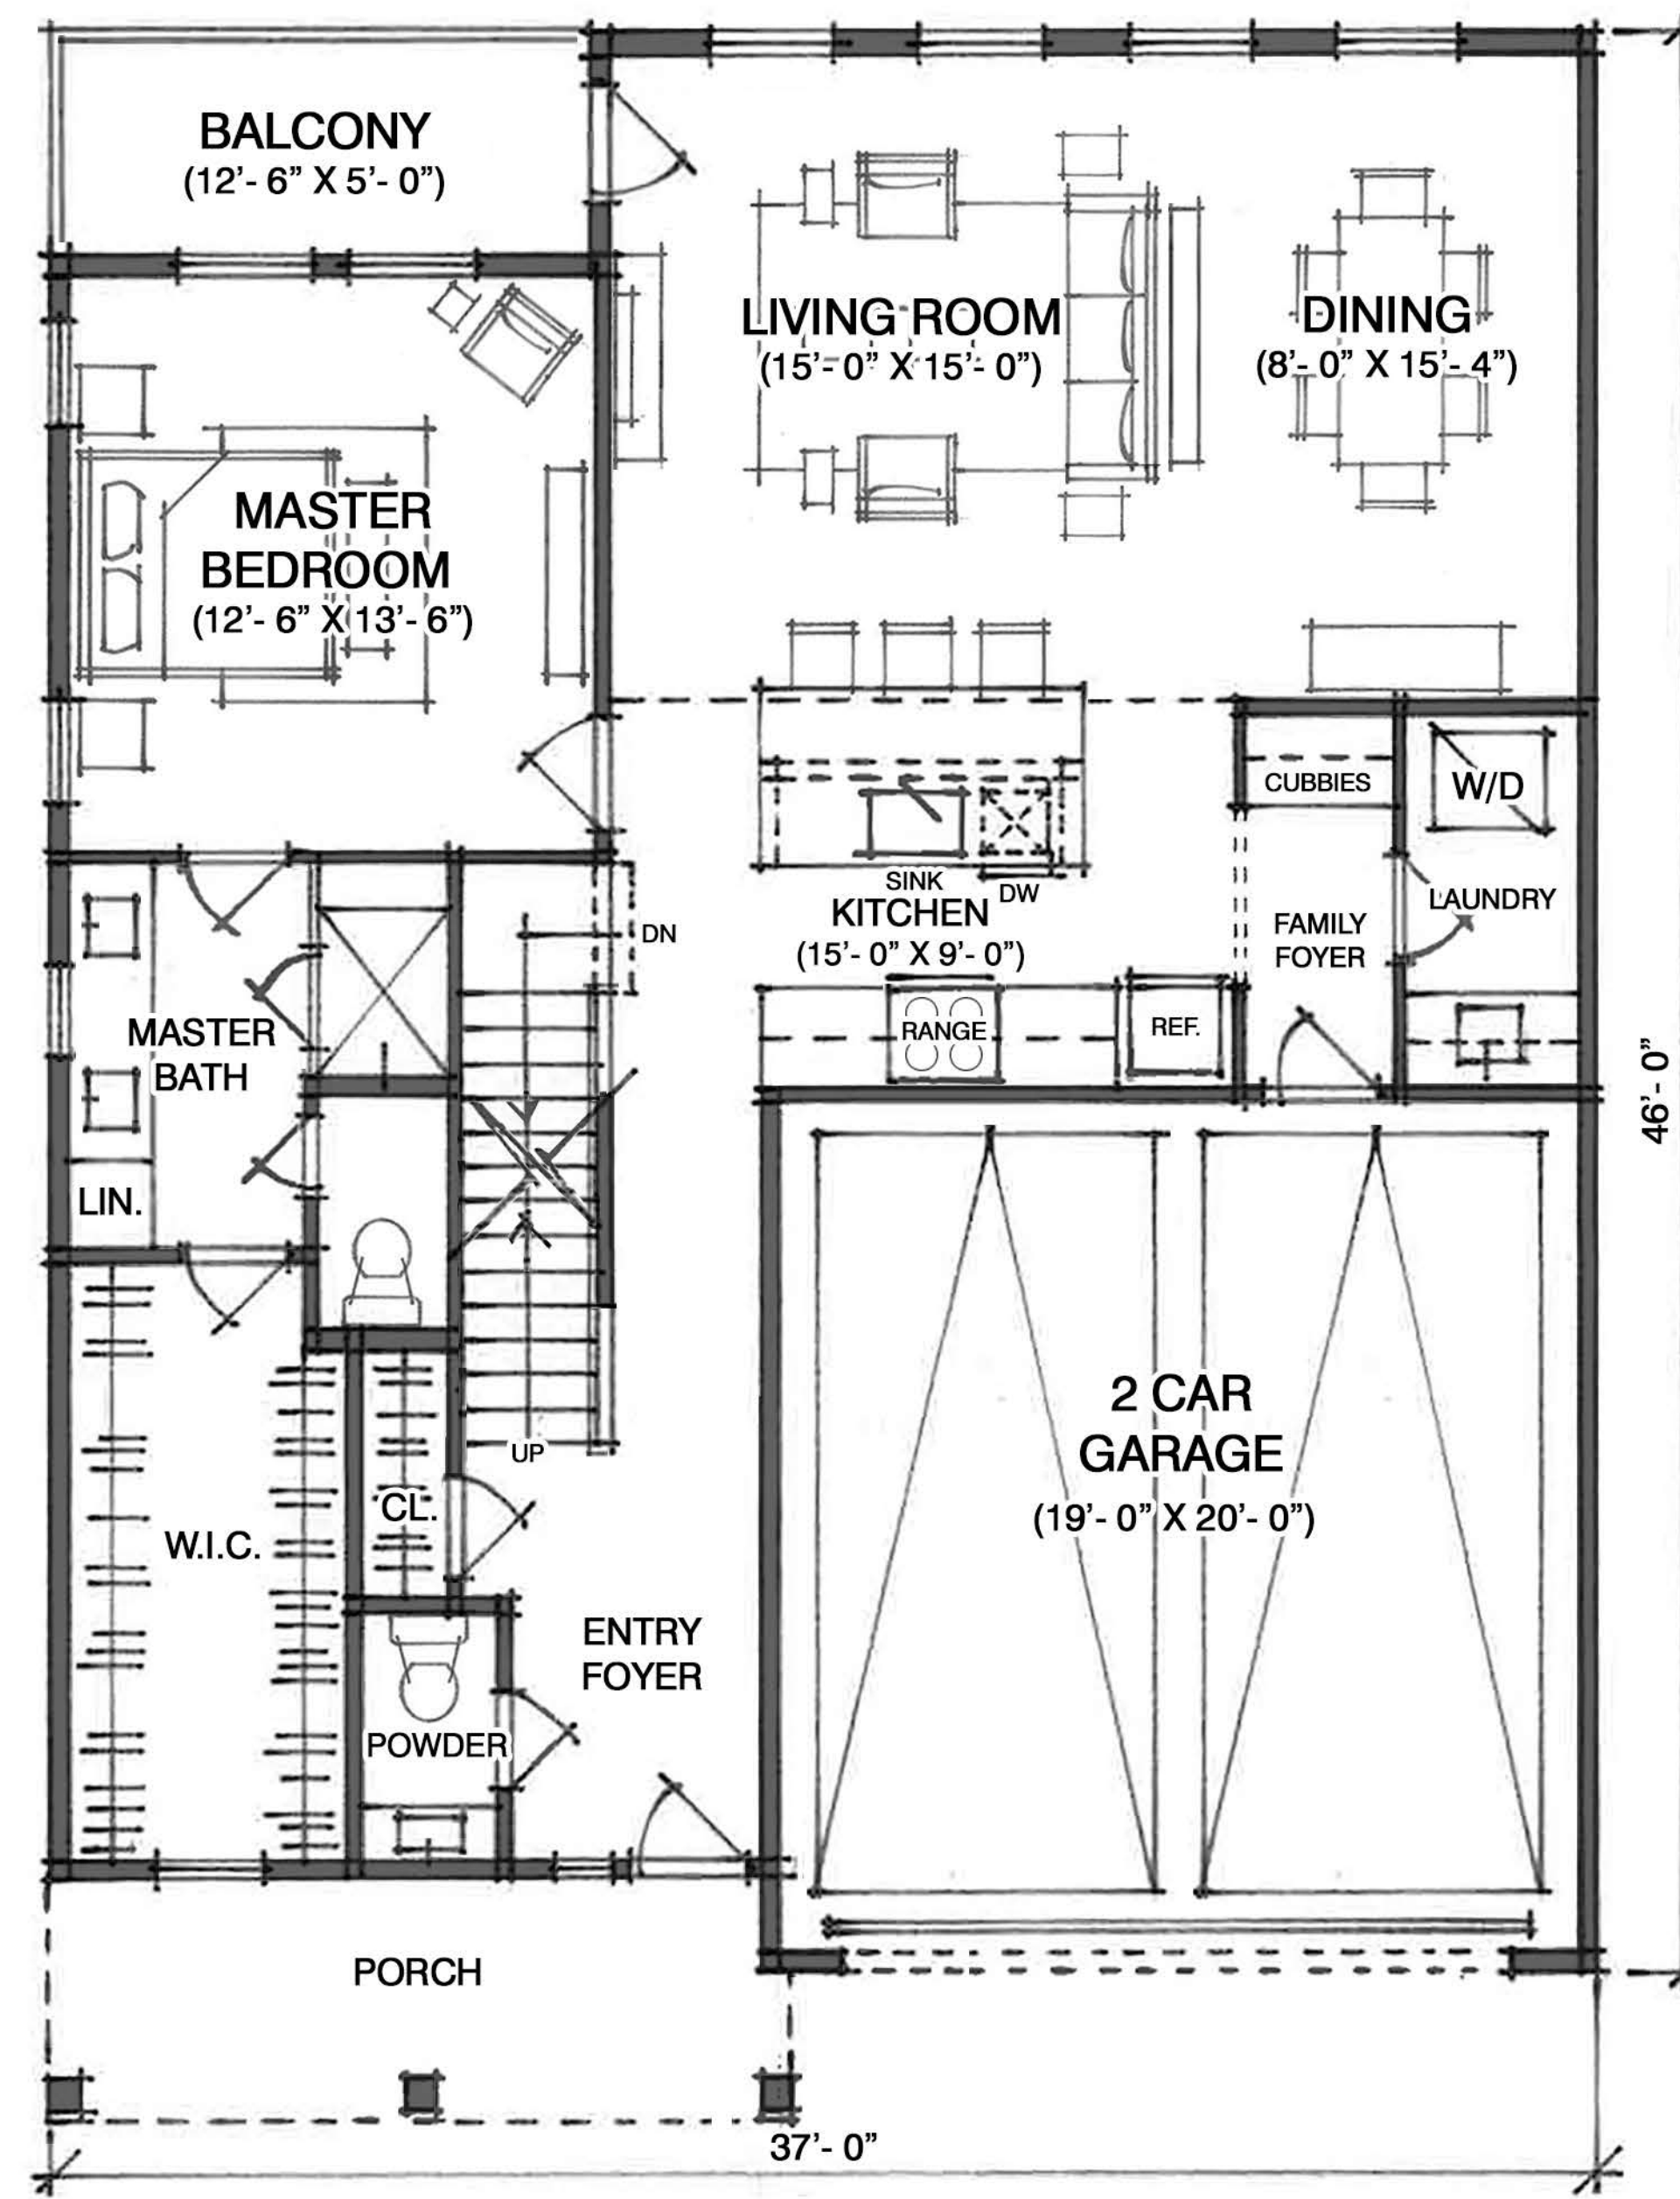 BALCONY
(12'- 6” X 5'- 0”)
LIVING ROOM
(15'- 0” X 15'- 0”)
DINING
(8'- 0” X 15'- 4”)
MASTER
BEDROOM
(12'- 6” X 13'- 6”)
CUBBIES
W/D
SINK
DW
KITCHEN
(15'- 0” X 9'- 0”)
DN
FAMILY
FOYER
LAUNDRY
RANGE
REF.
MASTER
BATH
LIN.
46'- 0”
2 CAR
GARAGE
(19'- 0” X 20'- 0”)
UP
CL.
W.I.C.
ENTRY
FOYER
POWDER
PORCH
37'- 0”